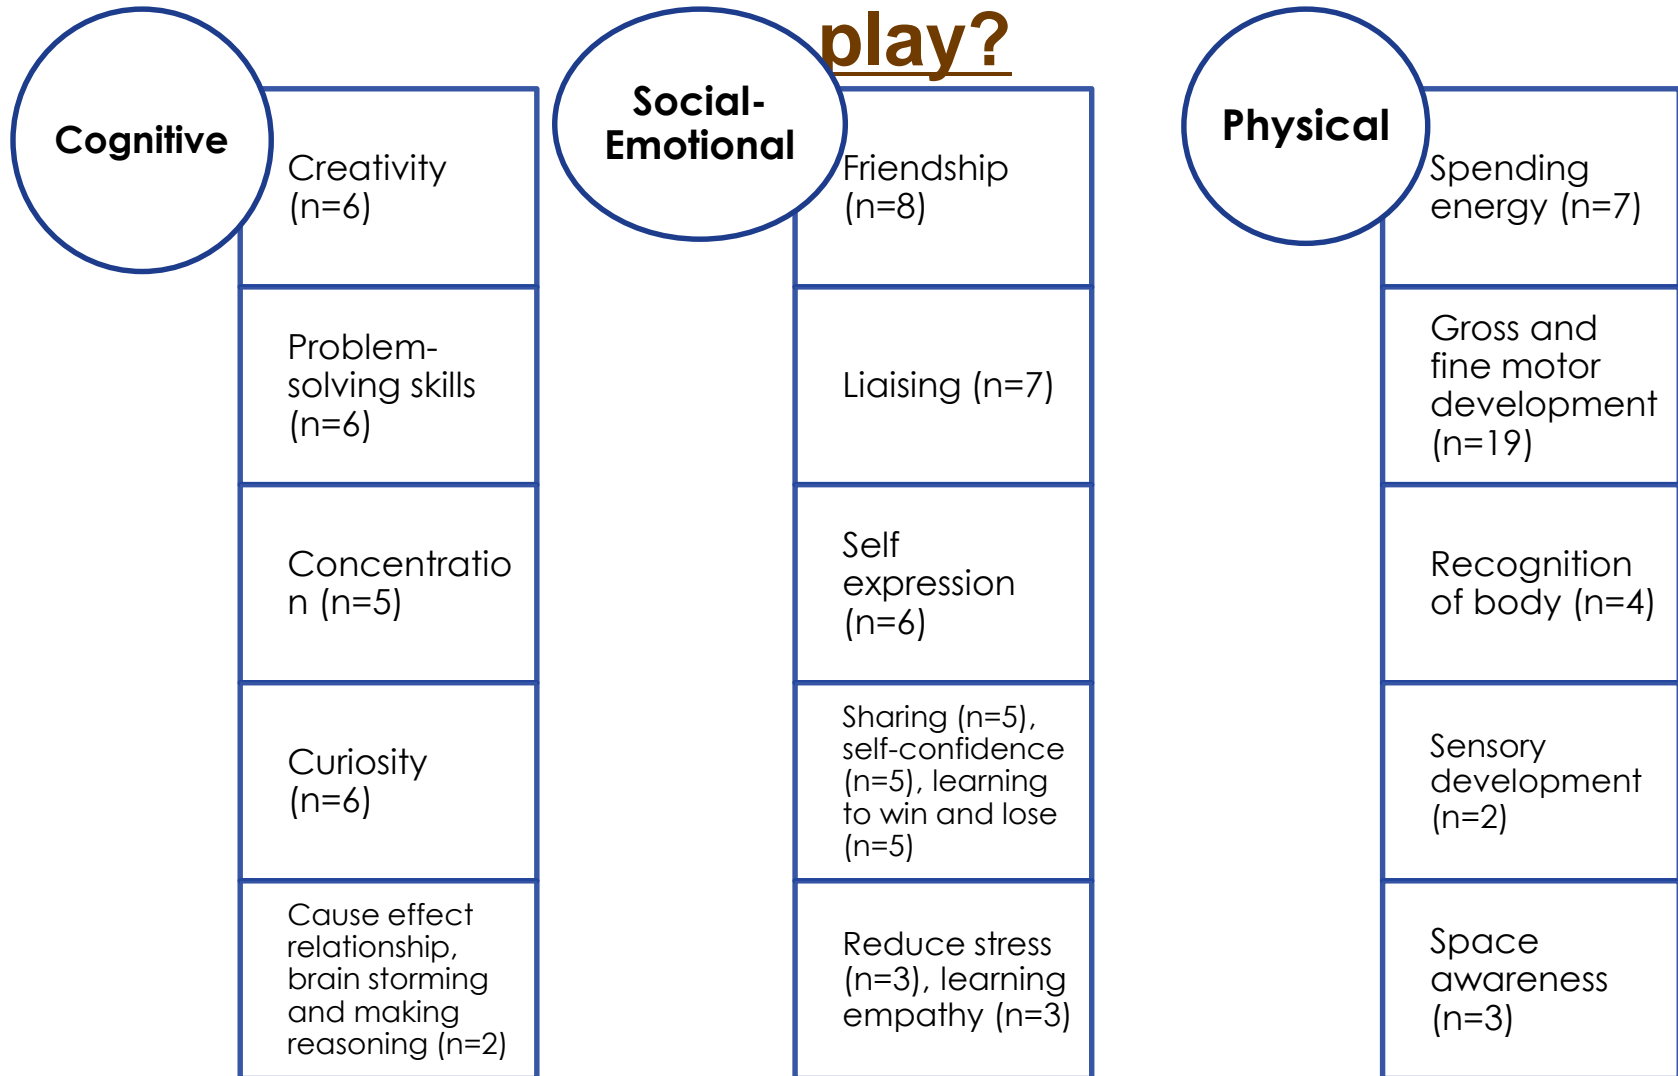 play?
Cognitive
Creativity
(n=6)
Problem-
solving skills
(n=6)
Concentratio
n (n=5)
Curiosity
(n=6)
Cause effect
relationship,
brain storming
and making
reasoning (n=2)
Social-
Emotional
Friendship
(n=8)
Liaising (n=7)
Self
expression
(n=6)
Sharing (n=5),
self-confidence
(n=5), learning
to win and lose
(n=5)
Reduce stress
(n=3), learning
empathy (n=3)
Physical
Spending
energy (n=7)
Gross and
fine motor
development
(n=19)
Recognition
of body (n=4)
Sensory
development
(n=2)
Space
awareness
(n=3)